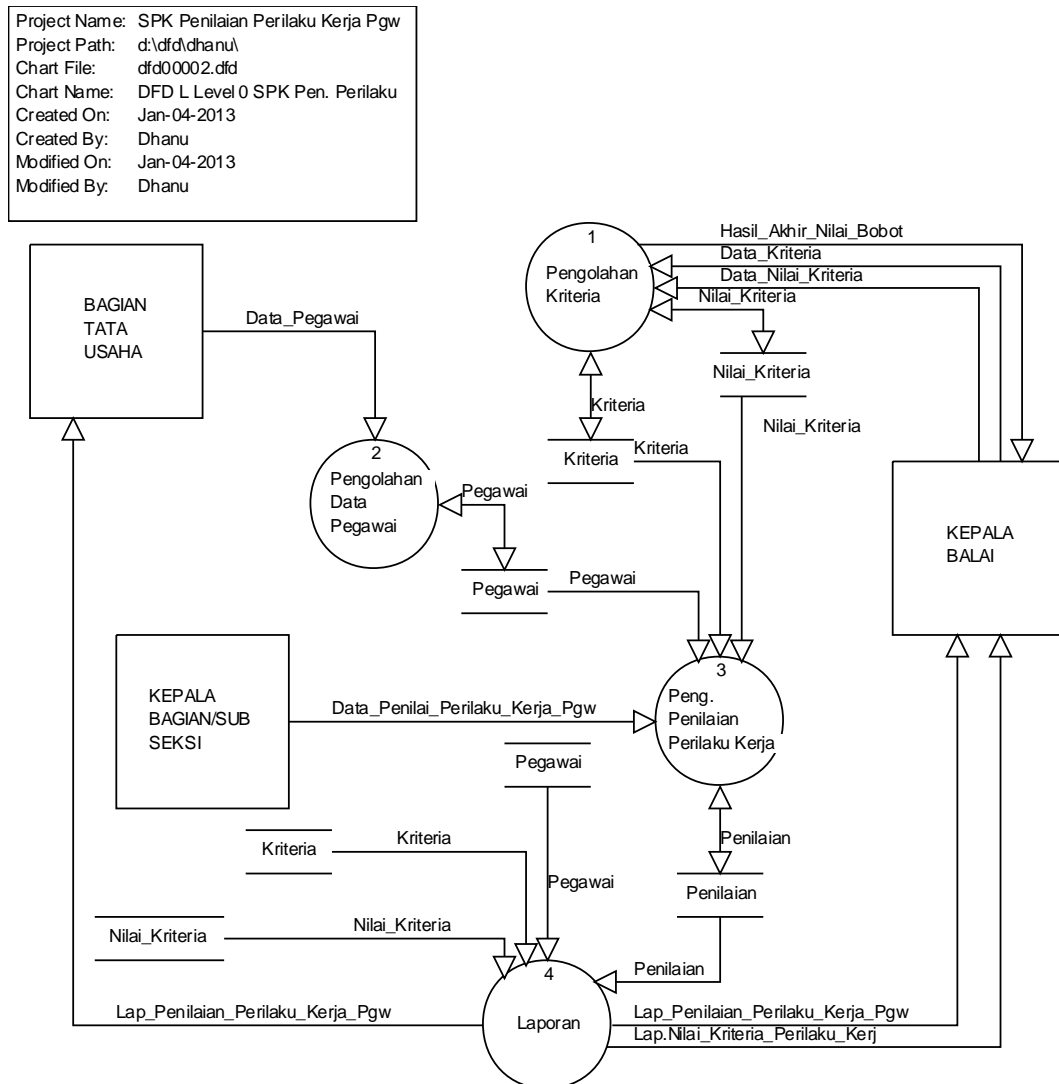 Project Name: SPK Penilaian Perilaku Kerja Pgw
Project Path: d:\dfd\dhanu\
Chart File: dfd00002.dfd
Chart Name: DFD L Level 0 SPK Pen. Perilaku
Created On: Jan-04-2013
Created By: Dhanu
Modified On: Jan-04-2013
Modified By: Dhanu
1
Pengolahan
Kriteria
Hasil_Akhir_Nilai_Bobot
Data_Kriteria
Data_Nilai_Kriteria
Nilai_Kriteria
BAGIAN
TATA
USAHA
Data_Pegawai
Nilai_Kriteria
Kriteria
Nilai_Kriteria
Kriteria
Kriteria
2
Pengolahan
Data
Pegawai
Pegawai
KEPALA
BALAI
Pegawai
Pegawai
3
Peng.
Penilaian
Perilaku Kerja
KEPALA
BAGIAN/SUB
SEKSI
Data_Penilai_Perilaku_Kerja_Pgw
Pegawai
Kriteria
Kriteria
Penilaian
Pegawai
Penilaian
Nilai_Kriteria
Nilai_Kriteria
Penilaian
4
Laporan
Lap_Penilaian_Perilaku_Kerja_Pgw
Lap_Penilaian_Perilaku_Kerja_Pgw
Lap.Nilai_Kriteria_Perilaku_Kerj